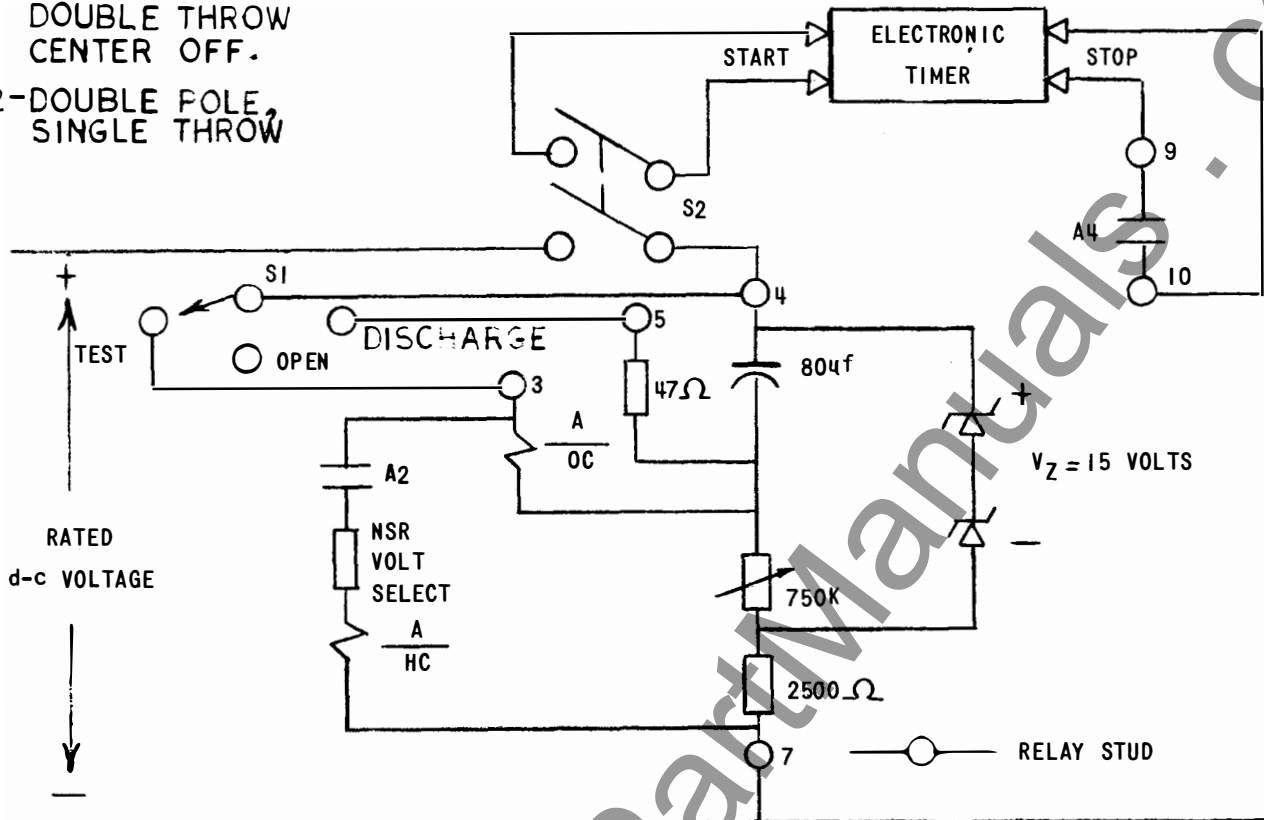 DOUBLE THROW
CENTER OFF.
2-DOUBLE POLE,
SINGLE THROW
ELECTRONIC
TIMER
START
STOP
9
S2
A4
10
+
S1
4
TEST
5
DISCHARGE
OPEN
80uf
3
47Ω
+
A
OC
A2
VZ = 15 VOLTS
NSR
VOLT
SELECT
RATED
d-c VOLTAGE
—
750K
A
HC
2500 Ω
7
RELAY STUD
—
artManuals . c